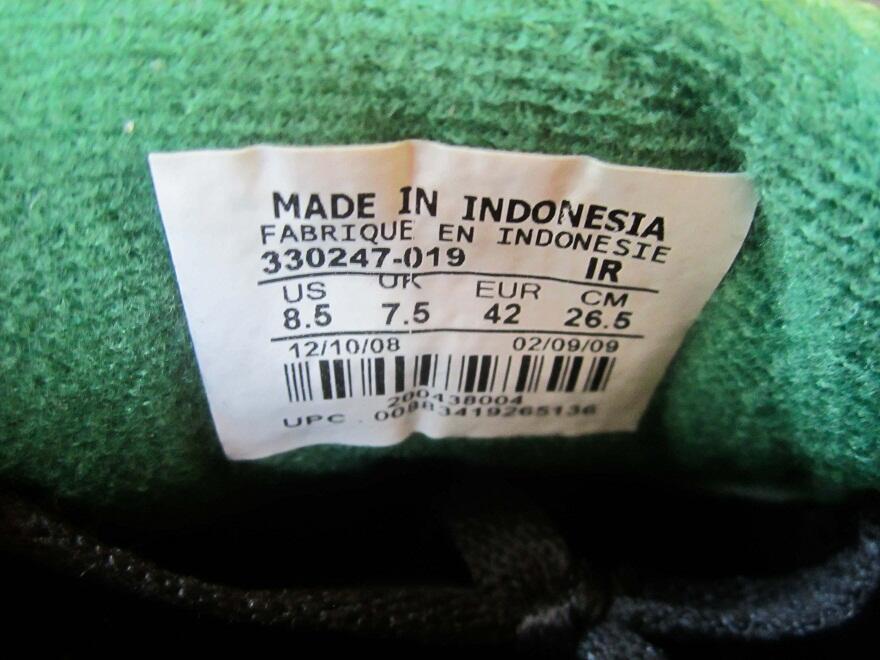 MADE IN INDONESIA
FABRIQUE EN INDONESIE
330247-019 IR
US UK EUR CM
8.5 7.5 42 26.5
12/10/08 02/09/09
200438004
UPC 00883419265136